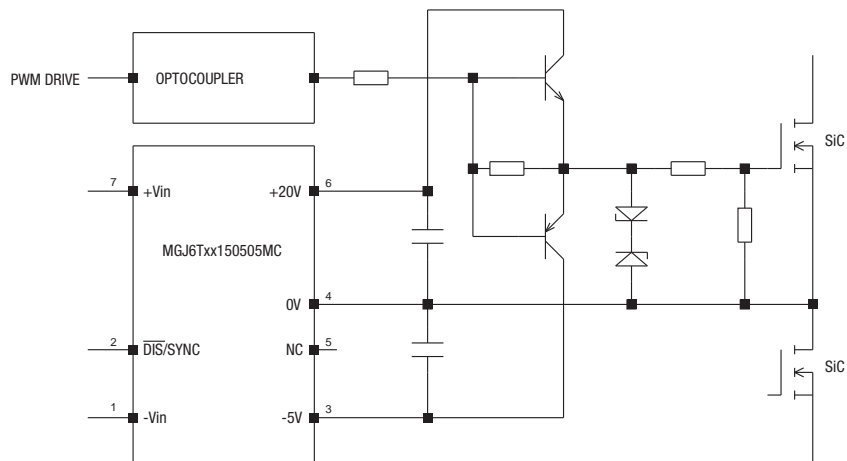 PWM DRIVE
OPTOCOUPLER
SiC
7
+Vin
+20V
6
MGJ6Txx150505MC
0V
4
2
DIS/SYNC
NC
5
SiC
1
-Vin
-5V
3